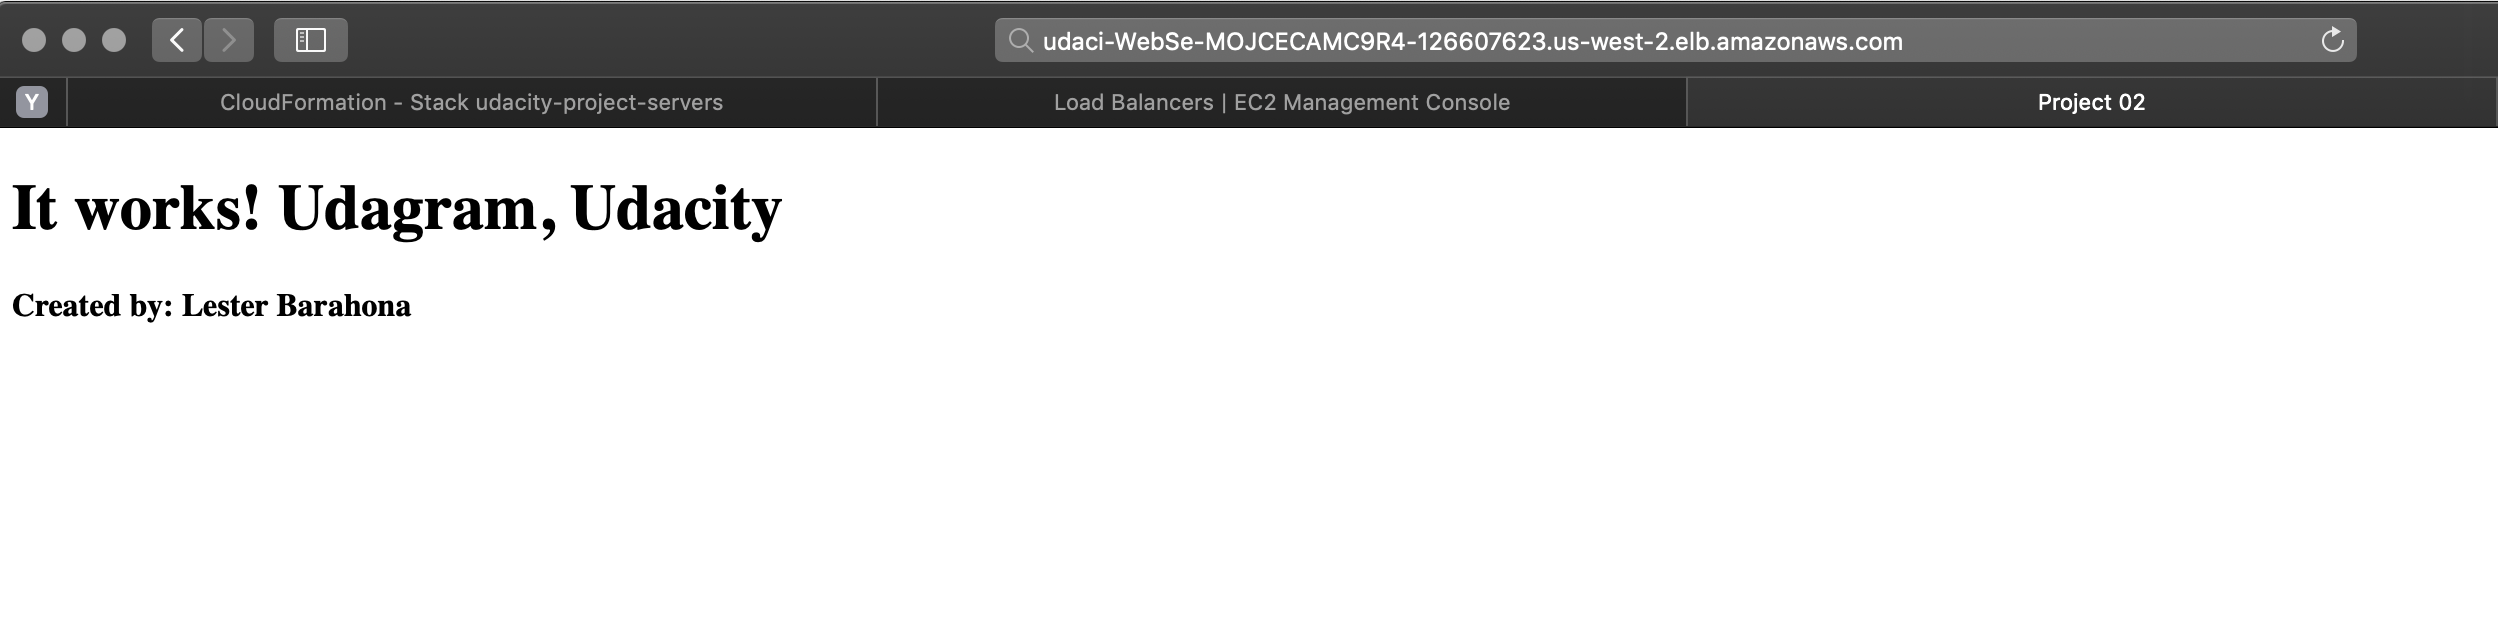 udaci-WebSe-MOJCECAMC9R4-126607623.us-west-2.elb.amazonaws.com
Y
CloudFormation - Stack udacity-project-servers
Load Balancers | EC2 Management Console
Project 02
It works! Udagram, Udacity
Created by: Lester Barahona